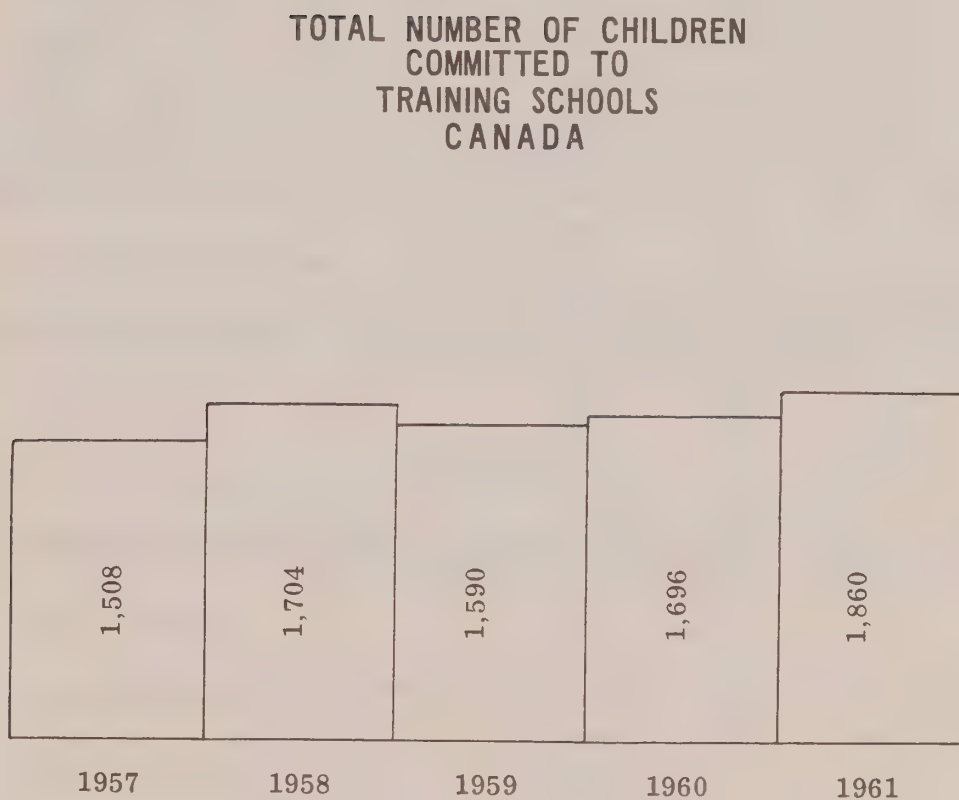 TOTAL NUMBER OF CHILDREN
COMMITTED TO
TRAINING SCHOOLS
CANADA
1,508
1,704
1,590
1,696
1,860
1957
1958
1959
1960
1961